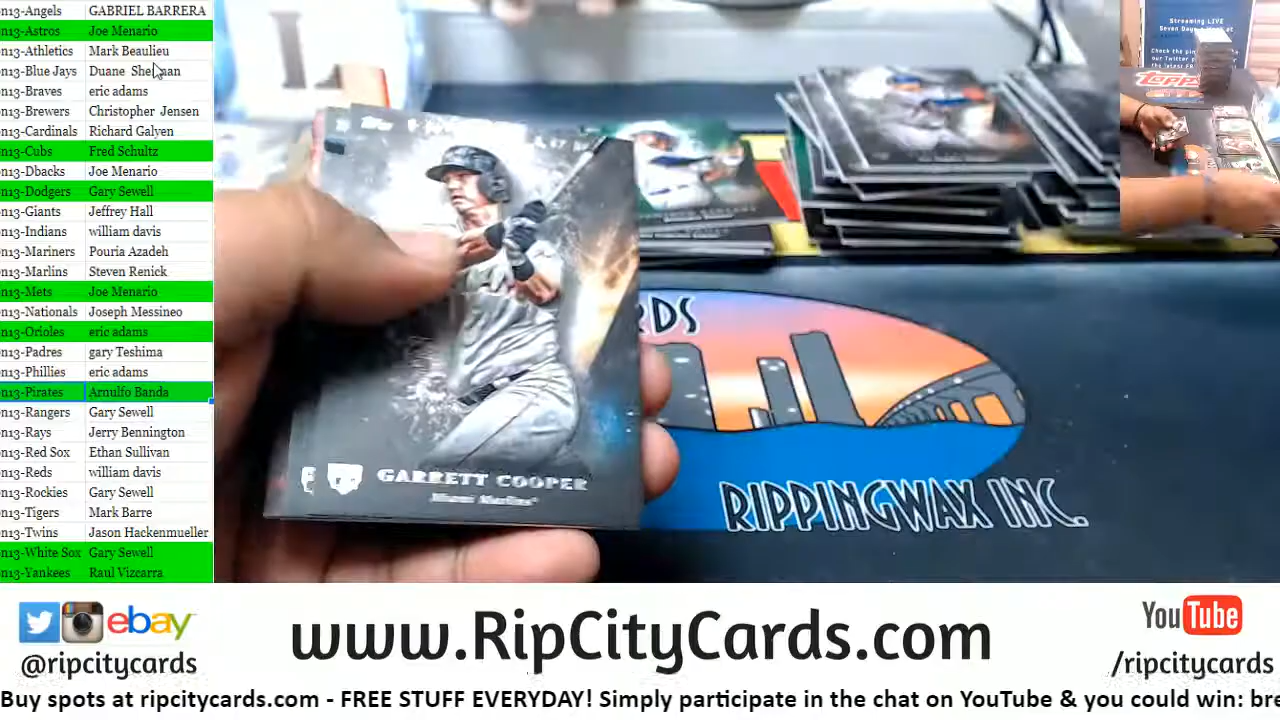 n13-Angels GABRIEL BARRERA
n13-Astros Joe Menario
n13-Athletics Mark Beaulieu
n13-Blue Jays Duane
n13-Braves eric adams
n13-Brewers Christopher Jensen
n13-Cardinals Richard Galyen
n13-Cubs Fred Schultz
n13-Dbacks Joe Menario
n13-Dodgers Gary Sewell
n13-Giants Jeffrey Hall
n13-Indians william davis
n13-Mariners Pouria Azadeh
n13-Marlins Steven Renick
n13-Mets Joe Menario
n13-Nationals Joseph Messineo
n13-Orioles eric adams
n13-Padres gary Teshima
n13-Phillies eric adams
n13-Pirates Arnulfo Banda
n13-Rangers Gary Sewell
n13-Rays Jerry Bennington
n13-Red Sox Ethan Sullivan
n13-Reds william davis
n13-Rockies Gary Sewell
n13-Tigers Mark Barre
n13-Twins Jason Hackenmueller
n13-White Sox Gary Sewell
n13-Yankees Raul Vizcarra
GARRETT COOPER
Miami Marlins
RDS
RIPPINGWAX INC.
Streaming LIVE
Topps
ebay
@ripcitycards
www.RipCityCards.com
YouTube
/ripcitycards
Buy spots at ripcitycards.com - FREE STUFF EVERYDAY! Simply participate in the chat on YouTube & you could win: bre